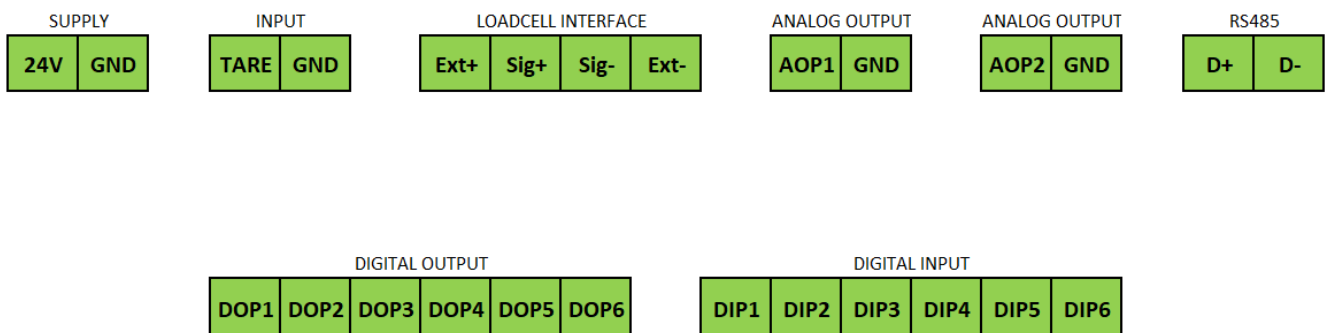 SUPPLY INPUT LOADCELL INTERFACE ANALOG OUTPUT ANALOG OUTPUT RS485
24V GND TARE GND Ext+ Sig+ Sig- Ext- AOP1 GND AOP2 GND D+ D-
DIGITAL OUTPUT DIGITAL INPUT
DOP1 DOP2 DOP3 DOP4 DOP5 DOP6 DIP1 DIP2 DIP3 DIP4 DIP5 DIP6